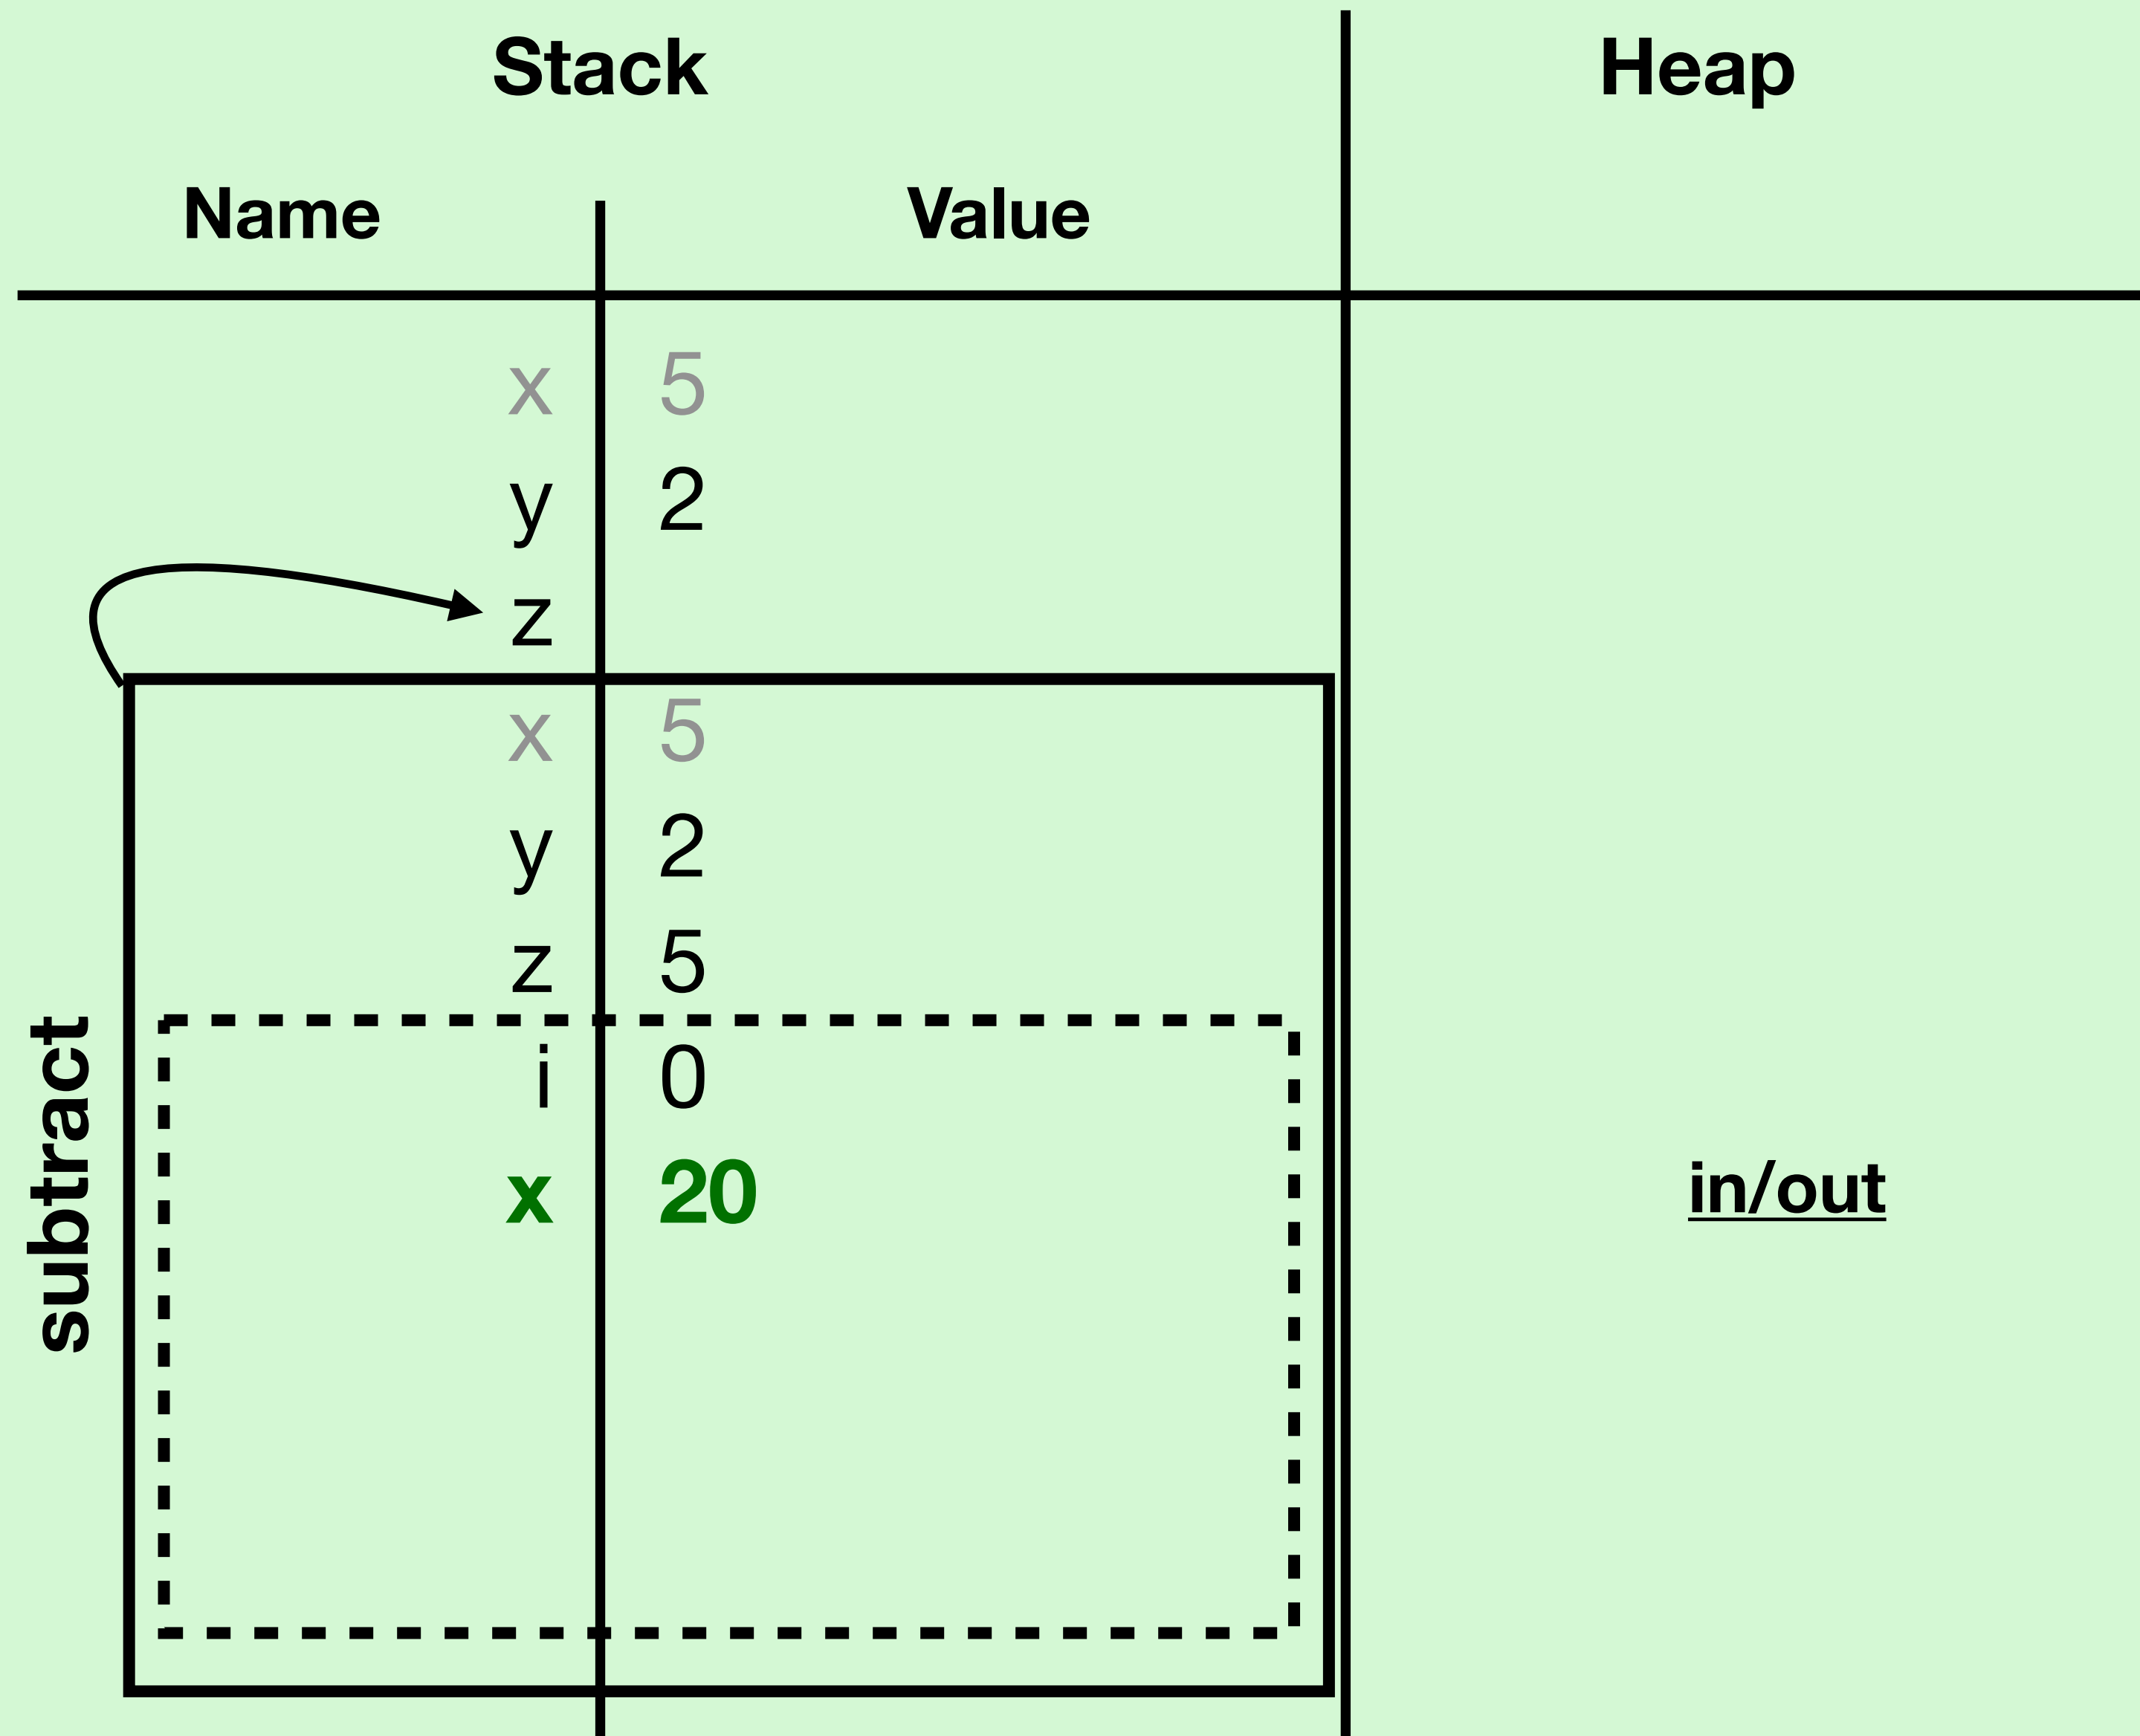 Stack Heap
Name Value
x 5
y 2
z
x 5
y 2
z 5
i 0
x 20
subtract
in/out